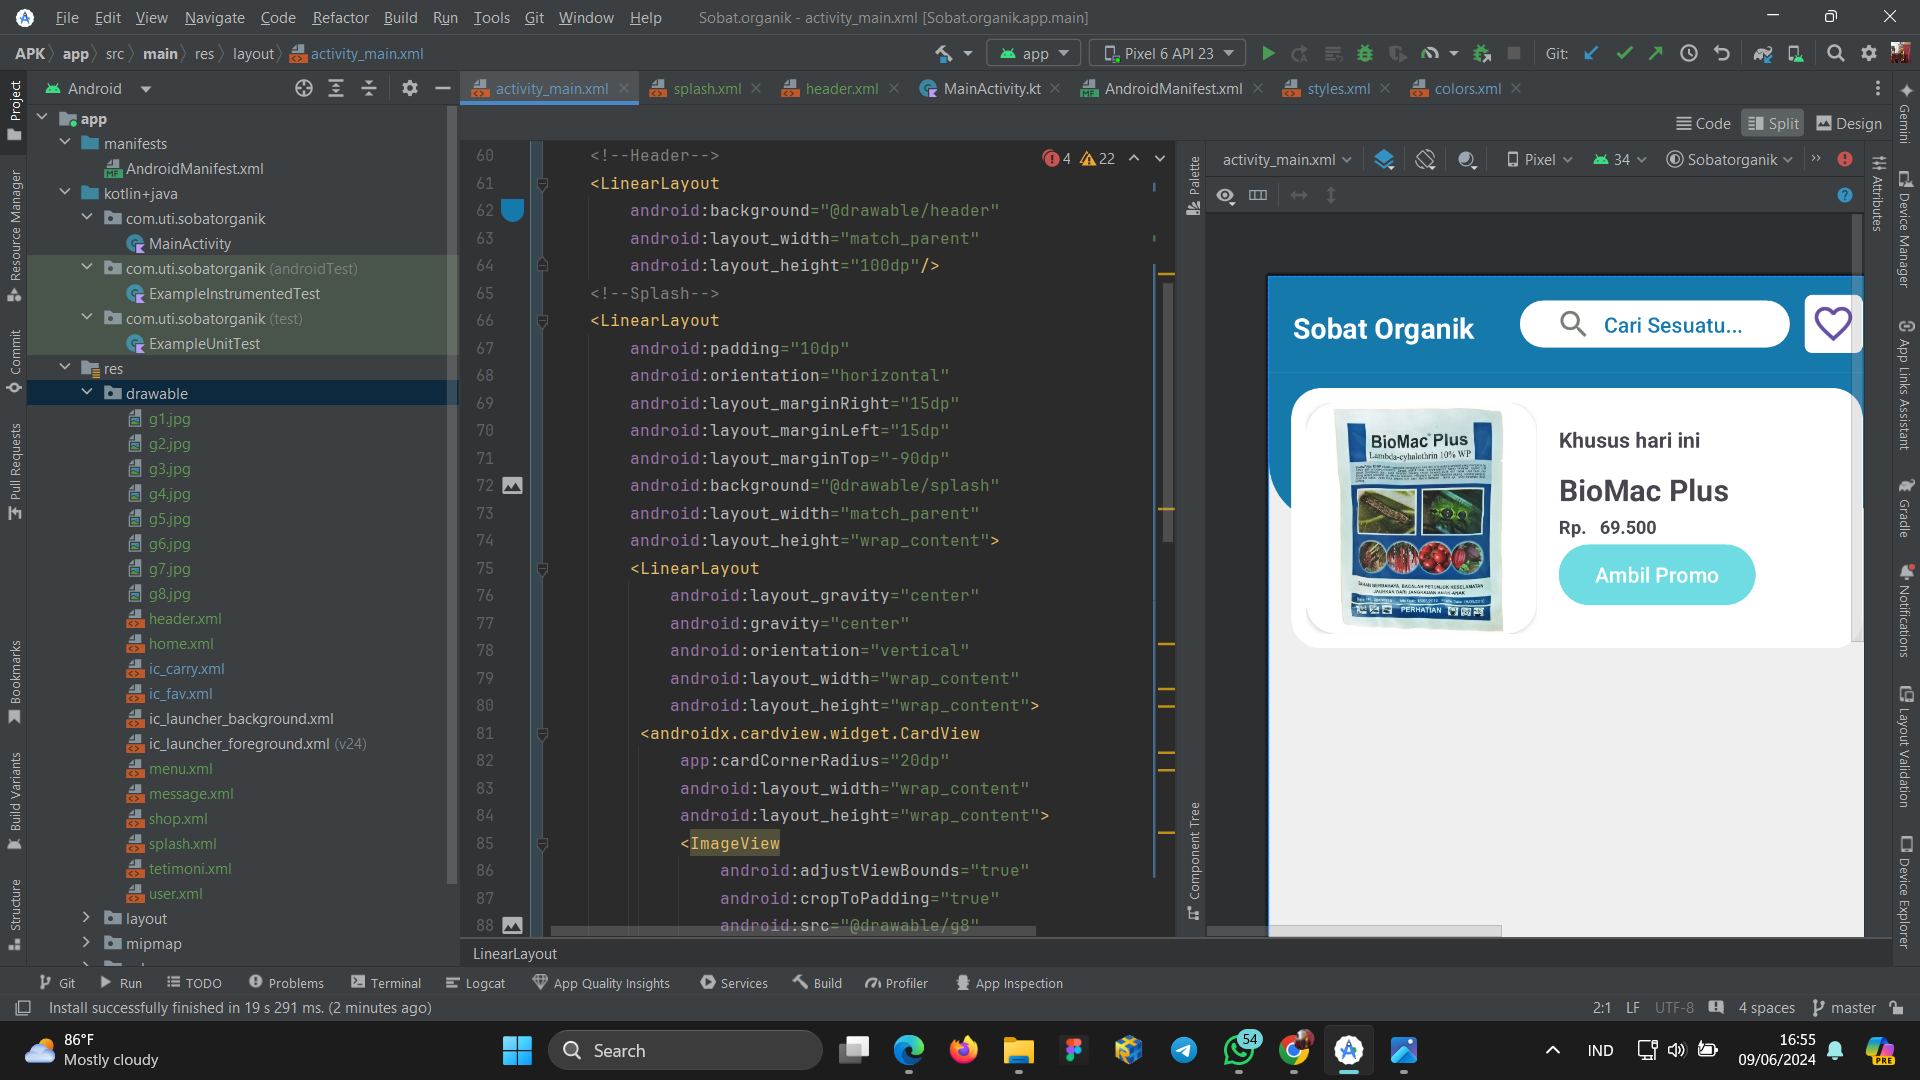 File Edit View Navigate Code Refactor Build Run Tools Git Window Help Sobat.organik - activity_main.xml [Sobat.organik.app.main]
APK app src main res layout activity_main.xml app Pixel 6 API 23 Git:
Project
Resource Manager
Commit
Pull Requests
Bookmarks
Build Variants
Structure
Android
app
manifests
AndroidManifest.xml
kotlin+java
com.uti.sobatorganik
MainActivity
com.uti.sobatorganik (androidTest)
ExampleInstrumentedTest
com.uti.sobatorganik (test)
ExampleUnitTest
res
drawable
g1.jpg
g2.jpg
g3.jpg
g4.jpg
g5.jpg
g6.jpg
g7.jpg
g8.jpg
header.xml
home.xml
ic_carry.xml
ic_fav.xml
ic_launcher_background.xml
ic_launcher_foreground.xml (v24)
menu.xml
message.xml
shop.xml
splash.xml
tetimoni.xml
user.xml
layout
mipmap
activity_main.xml splash.xml header.xml MainActivity.kt AndroidManifest.xml styles.xml colors.xml
Code Split Design
4 22
60 <!--Header-->
61 <LinearLayout
62 android:background="@drawable/header"
63 android:layout_width="match_parent"
64 android:layout_height="100dp"/>
65 <!--Splash-->
66 <LinearLayout
67 android:padding="10dp"
68 android:orientation="horizontal"
69 android:layout_marginRight="15dp"
70 android:layout_marginLeft="15dp"
71 android:layout_marginTop="-90dp"
72 android:background="@drawable/splash"
73 android:layout_width="match_parent"
74 android:layout_height="wrap_content">
75 <LinearLayout
76 android:layout_gravity="center"
77 android:gravity="center"
78 android:orientation="vertical"
79 android:layout_width="wrap_content"
80 android:layout_height="wrap_content">
81 <androidx.cardview.widget.CardView
82 app:cardCornerRadius="20dp"
83 android:layout_width="wrap_content"
84 android:layout_height="wrap_content">
85 <ImageView
86 android:adjustViewBounds="true"
87 android:cropToPadding="true"
88 android:src="@drawable/g8"
LinearLayout
Palette
Component Tree
activity_main.xml Pixel 34 Sobatorganik
Sobat Organik
Cari Sesuatu...
BioMac Plus
Lambda-cyhalothrin 10% WP
PERHATIAN
Khusus hari ini
BioMac Plus
Rp. 69.500
Ambil Promo
Attributes
Gemini
Device Manager
App Links Assistant
Gradle
Notifications
Layout Validation
Device Explorer
Git Run TODO Problems Terminal Logcat App Quality Insights Services Build Profiler App Inspection
Install successfully finished in 19 s 291 ms. (2 minutes ago) 2:1 LF UTF-8 4 spaces master
86°F
Mostly cloudy
Search
54
IND
16:55
09/06/2024
PRE